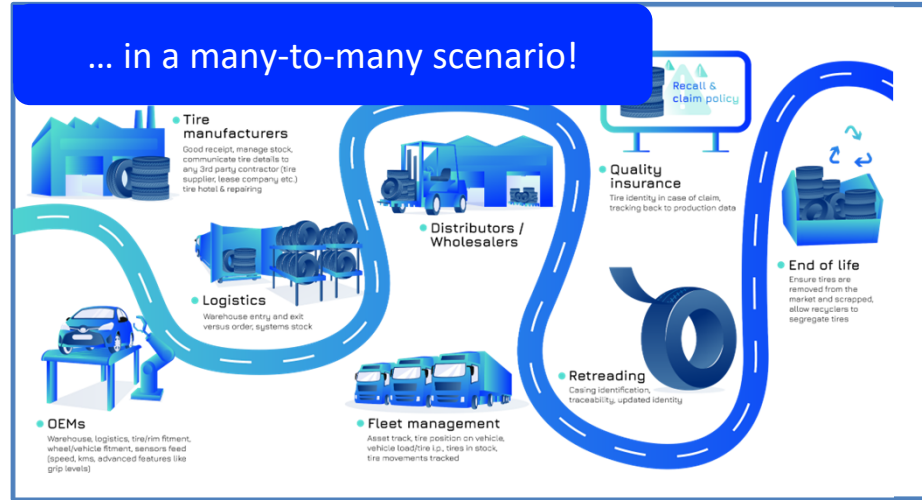 ... in a many-to-many scenario!
Tire
manufacturers
Good receipt, manage stock,
communicate tire details to
any 3rd party contractor (tire
supplier, lease company etc.)
tire hotel & repairing
Recall &
claim policy
Quality
insurance
Tire identity in case of claim,
tracking back to production data
Distributors /
Wholesalers
End of life
Ensure tires are
removed from the
market and scrapped,
allow recyclers to
segregate tires
Logistics
Warehouse entry and exit
versus order, systems stock
Retreading
Casing identification,
traceability, updated identity
OEMs
Warehouse, logistics, tire/rim fitment,
wheel/vehicle fitment, sensors feed
(speed, kms, advanced features like
grip levels)
Fleet management
Asset track, tire position on vehicle,
vehicle load/tire i.p., tires in stock,
tire movements tracked